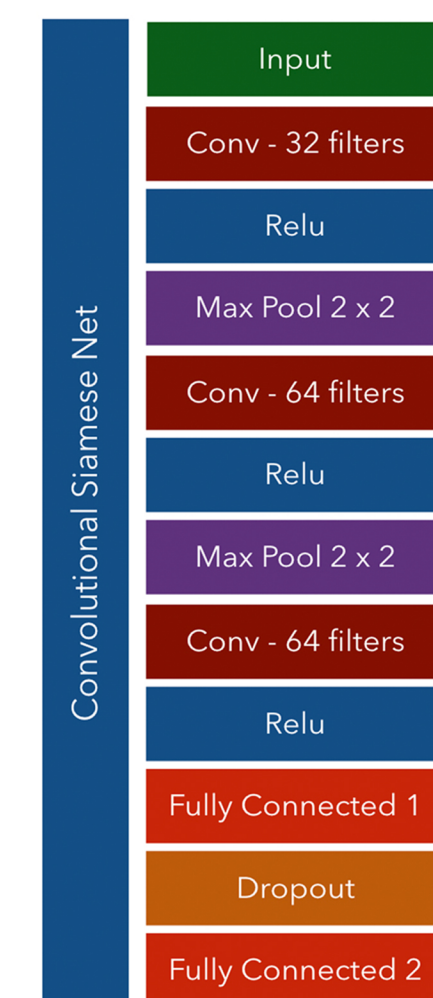 Convolutional Siamese Net
Input
Conv - 32 filters
Relu
Max Pool 2 x 2
Conv - 64 filters
Relu
Max Pool 2 x 2
Conv - 64 filters
Relu
Fully Connected 1
Dropout
Fully Connected 2